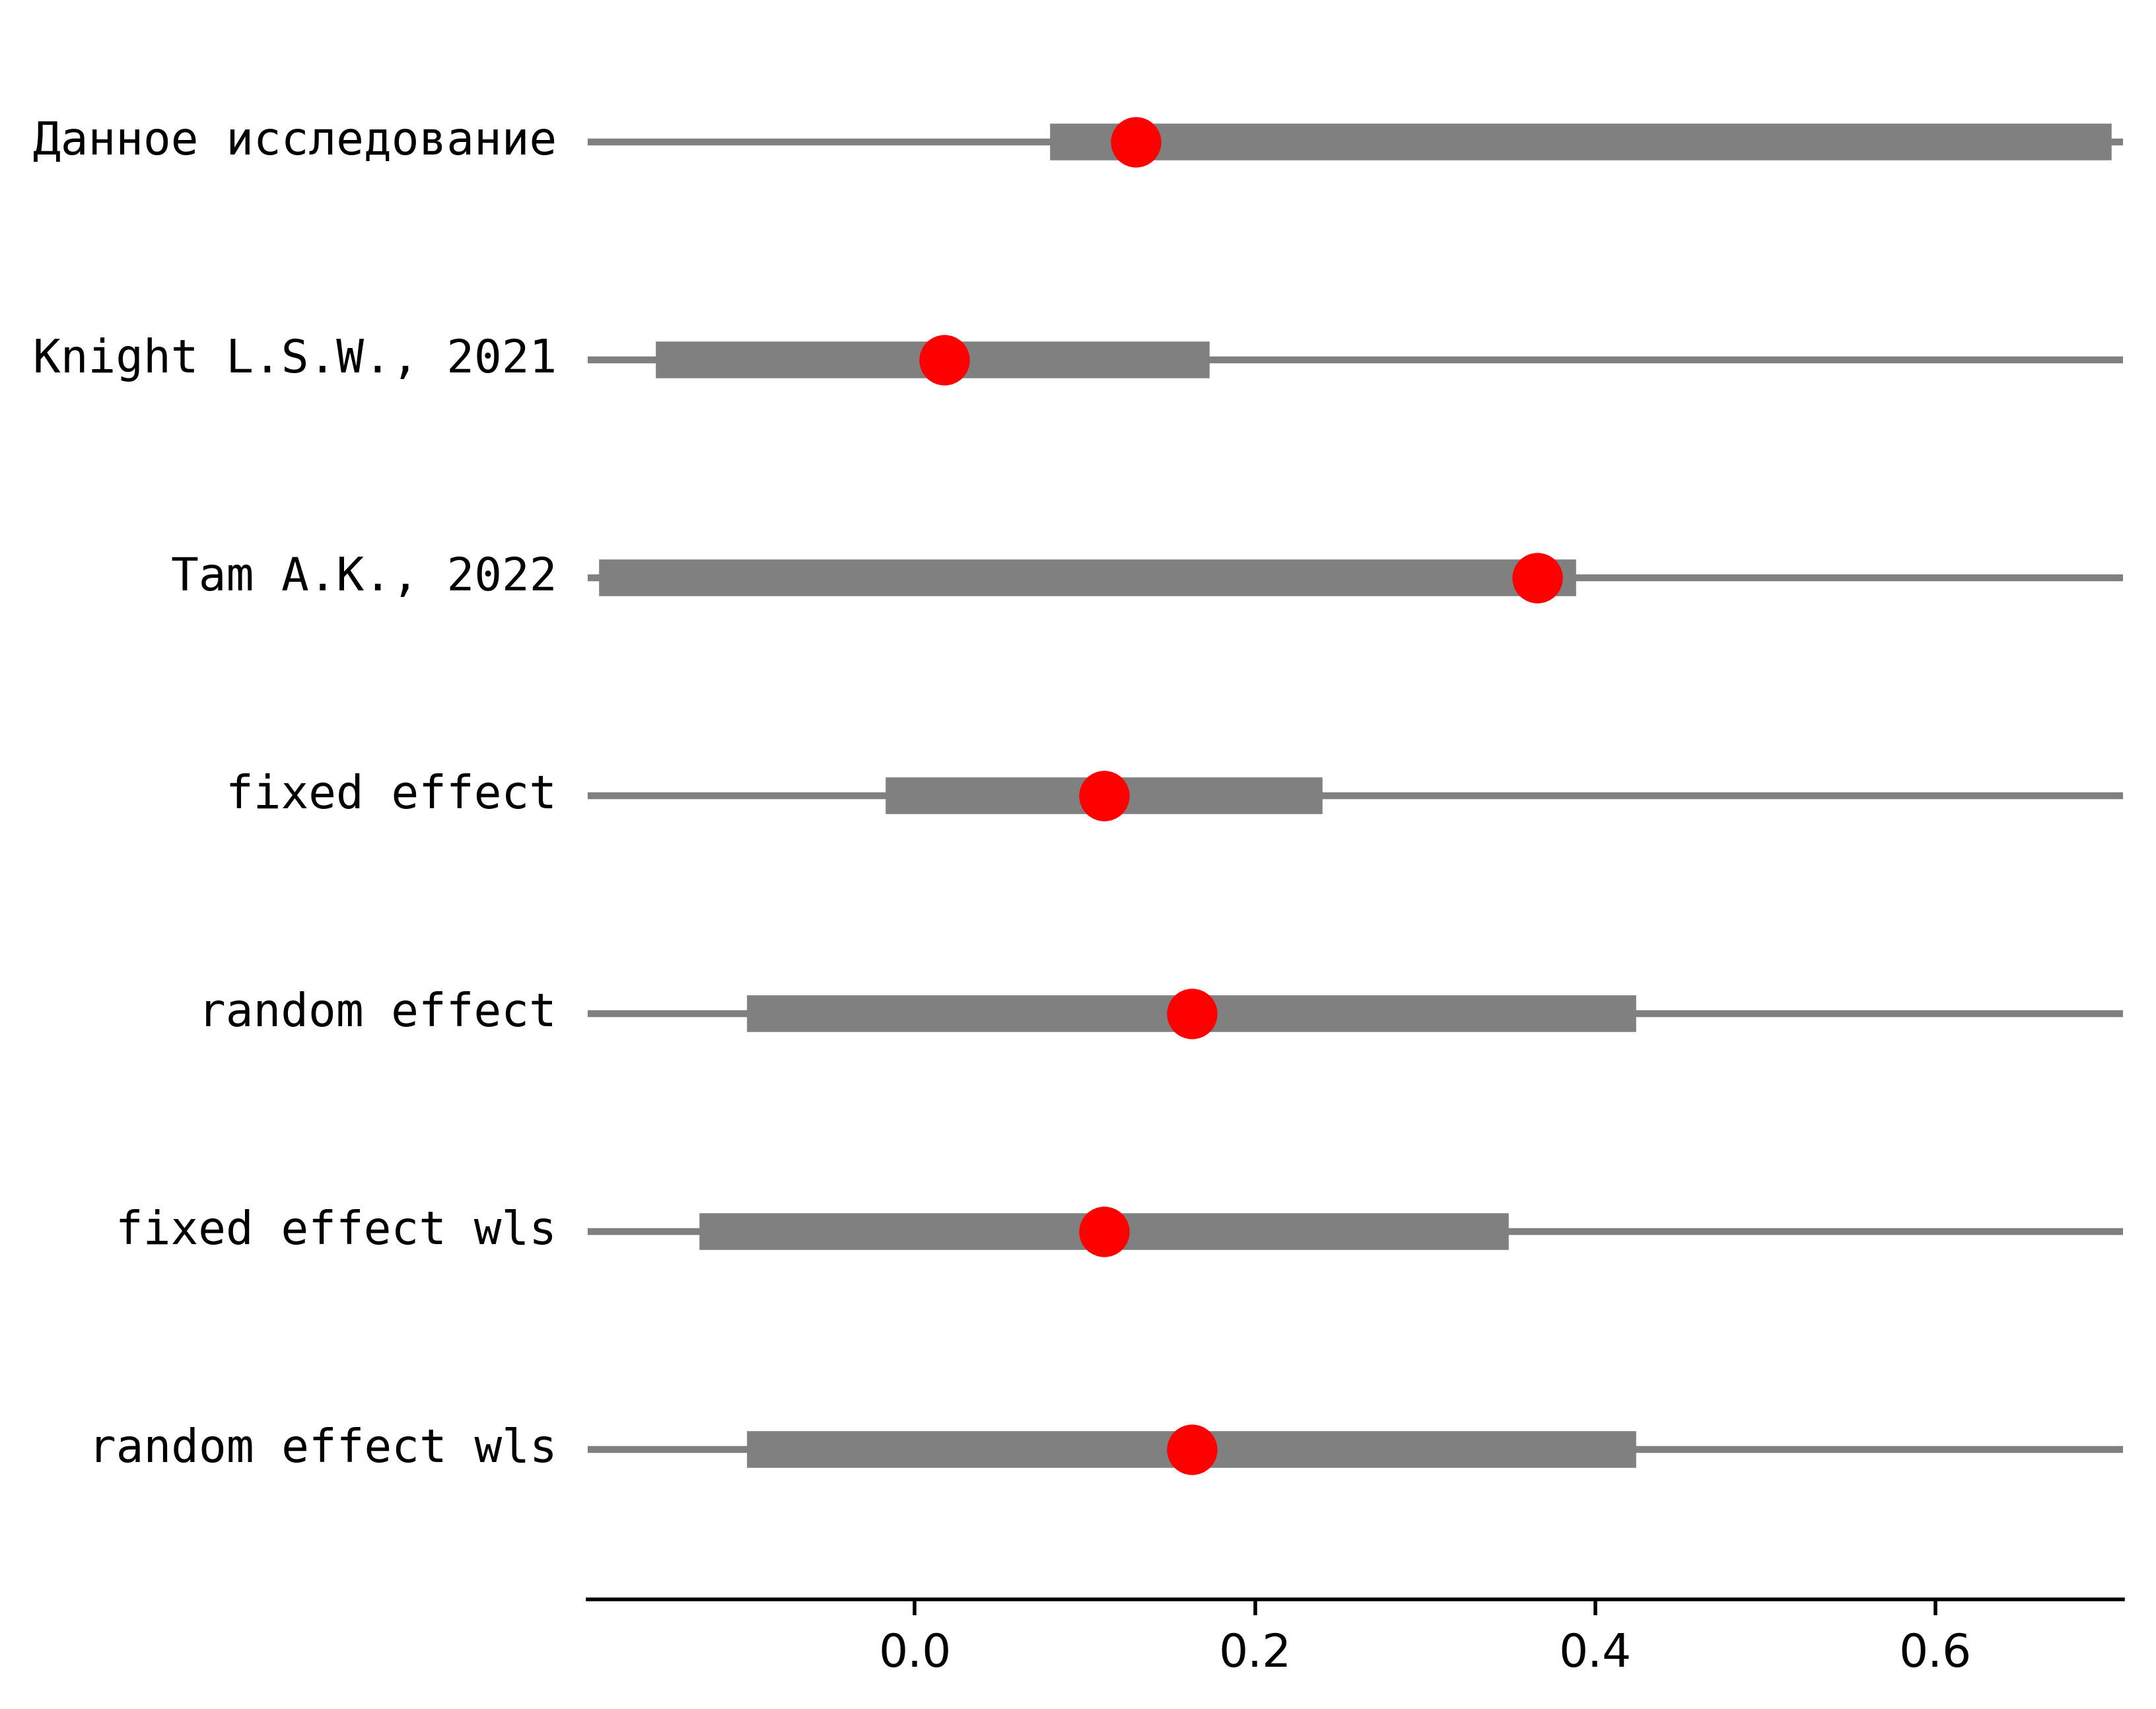 Данное исследование
Knight L.S.W., 2021
Tam A.K., 2022
fixed effect
random effect
fixed effect wls
random effect wls
0.0 0.2 0.4 0.6